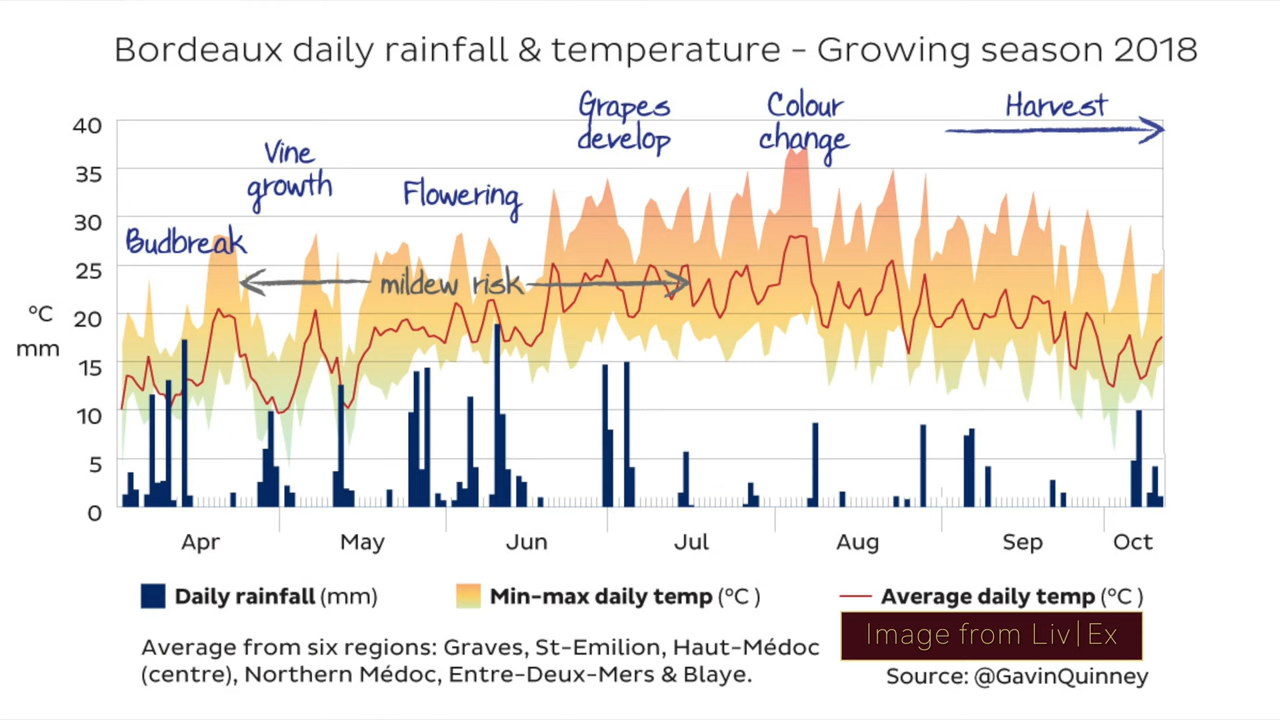 Bordeaux daily rainfall & temperature – Growing season 2018
Grapes
develop
Colour
change
Harvest
Vine
growth
Flowering
Budbreak
mildew risk
40
35
30
25
20
15
10
5
0
°C
mm
Apr May Jun Jul Aug Sep Oct
Daily rainfall (mm) Min-max daily temp (°C) Average daily temp (°C)
Image from Liv|Ex
Average from six regions: Graves, St-Emilion, Haut-Médoc
(centre), Northern Médoc, Entre-Deux-Mers & Blaye.
Source: @GavinQuinney